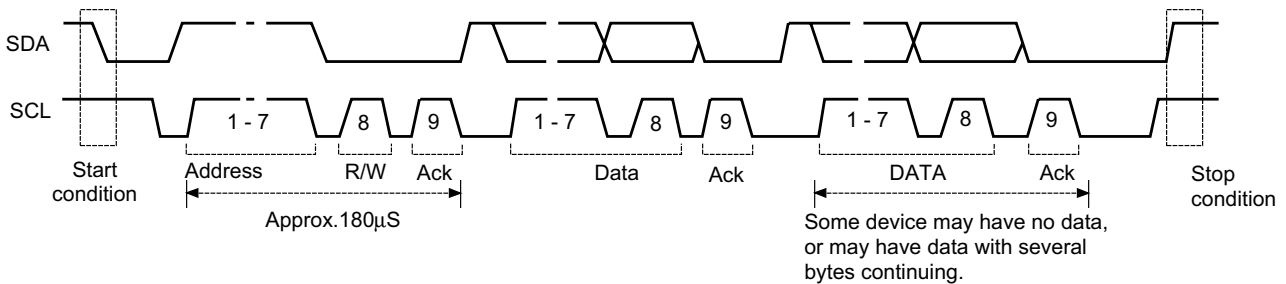 SDA
SCL
1 - 7 8 9 1 - 7 8 9 1 - 7 8 9
Start
condition
Address R/W Ack Data Ack DATA Ack
Stop
condition
Approx.180μS
Some device may have no data,
or may have data with several
bytes continuing.